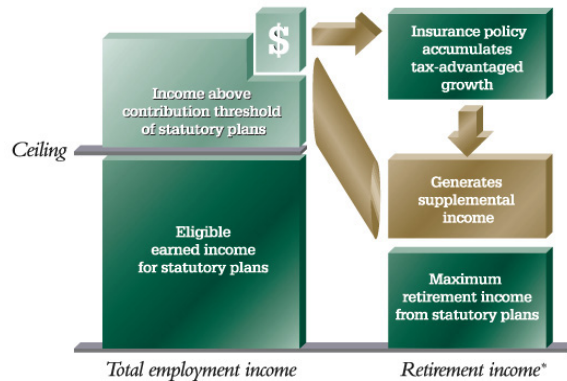 $
Income above
contribution threshold
of statutory plans
Ceiling
Eligible
earned income
for statutory plans
Total employment income
Insurance policy
accumulates
tax-advantaged
growth
Generates
supplemental
income
Maximum
retirement income
from statutory plans
Retirement income*